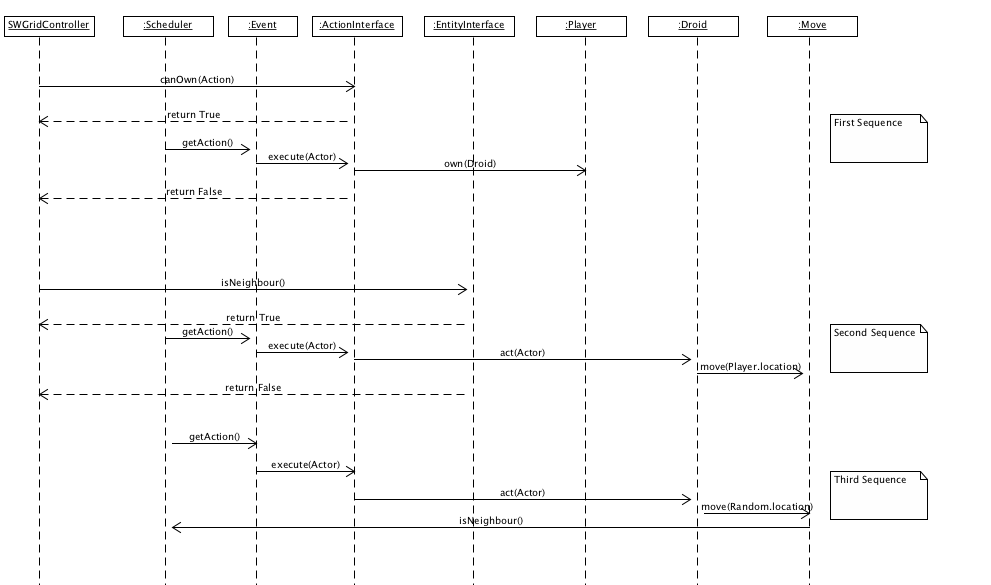 SWGridController
:Scheduler
:Event
:ActionInterface
:EntityInterface
:Player
:Droid
:Move
canOwn(Action)
return True
First Sequence
getAction()
execute(Actor)
own(Droid)
return False
isNeighbour()
return True
Second Sequence
getAction()
execute(Actor)
act(Actor)
move(Player.location)
return False
getAction()
execute(Actor)
Third Sequence
act(Actor)
move(Random.location)
isNeighbour()